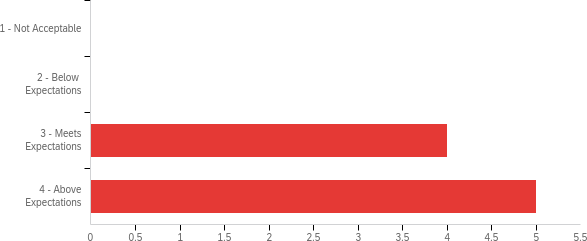 1 - Not Acceptable
2 - Below
Expectations
3 - Meets
Expectations
4 - Above
Expectations
0 0.5 1 1.5 2 2.5 3 3.5 4 4.5 5 5.5